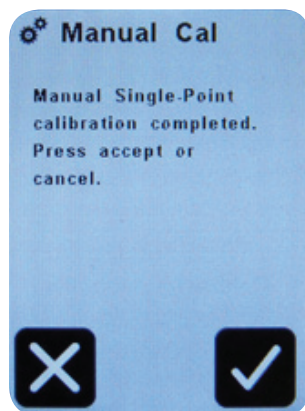 Manual Cal
Manual Single-Point
calibration completed.
Press accept or
cancel.